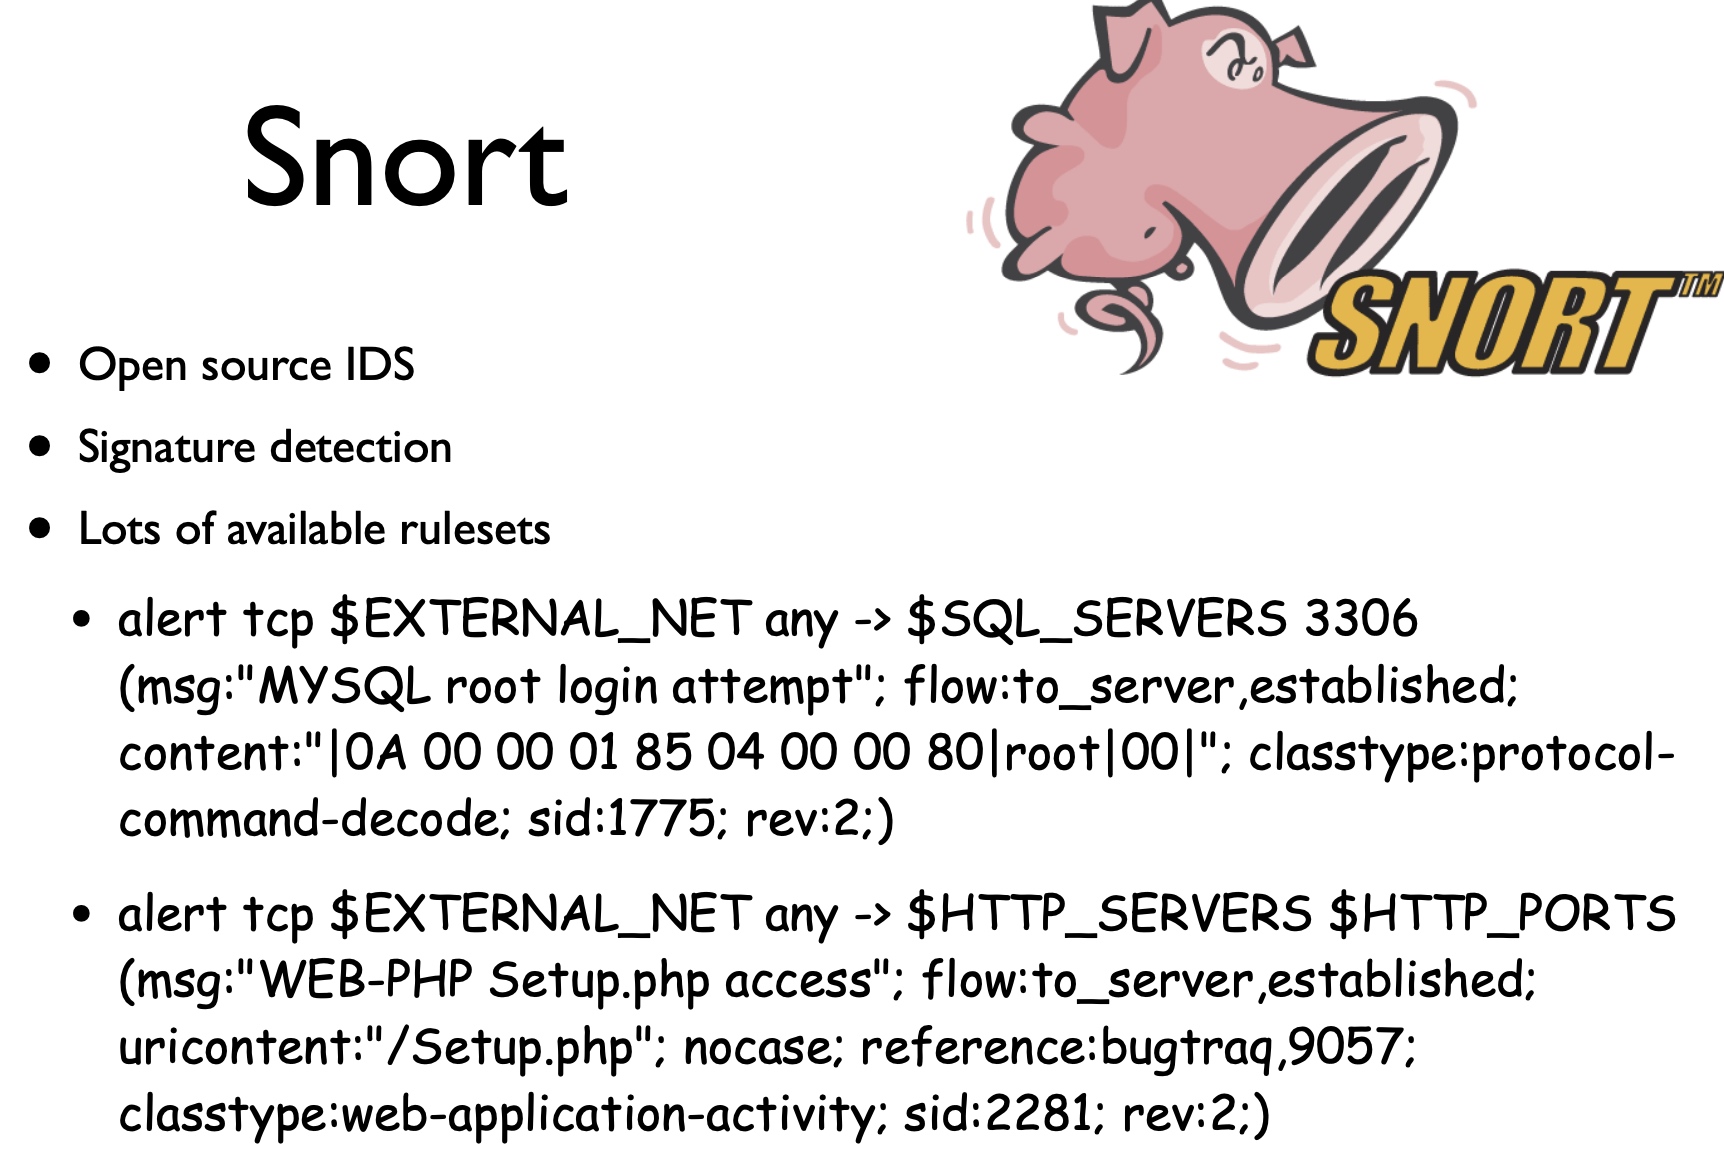 Snort
SNORT™
• Open source IDS
• Signature detection
• Lots of available rulesets
• alert tcp $EXTERNAL_NET any -> $SQL_SERVERS 3306
(msg:"MYSQL root login attempt"; flow:to_server,established;
content:"|0A 00 00 01 85 04 00 00 80|root|00|"; classtype:protocol-
command-decode; sid:1775; rev:2;)
• alert tcp $EXTERNAL_NET any -> $HTTP_SERVERS $HTTP_PORTS
(msg:"WEB-PHP Setup.php access"; flow:to_server,established;
uricontent:"/Setup.php"; nocase; reference:bugtraq,9057;
classtype:web-application-activity; sid:2281; rev:2;)